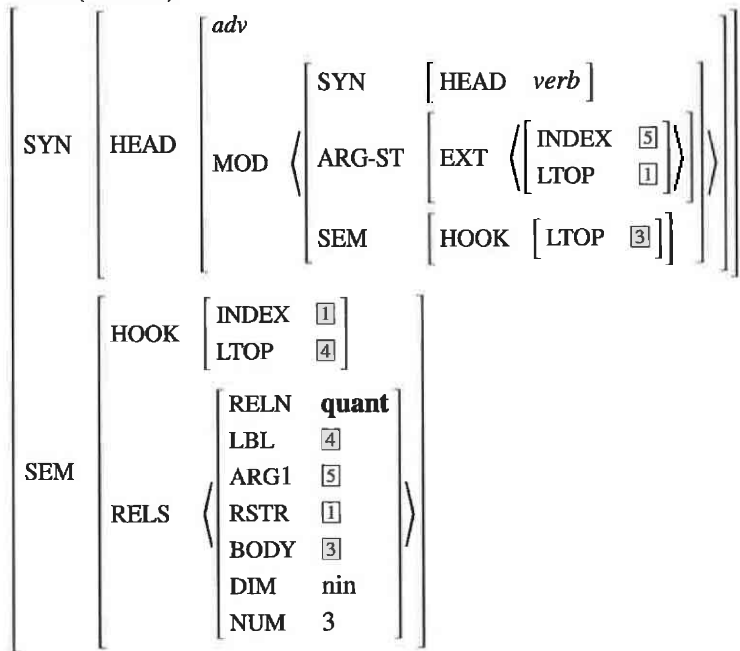 adv
SYN [HEAD verb]
SYN HEAD MOD ARG-ST EXT INDEX 5
LTOP 1
SEM [HOOK [LTOP 3]]
HOOK INDEX 1
LTOP 4
RELN quant
LBL 4
SEM ARG1 5
RELS RSTR 1
BODY 3
DIM nin
NUM 3